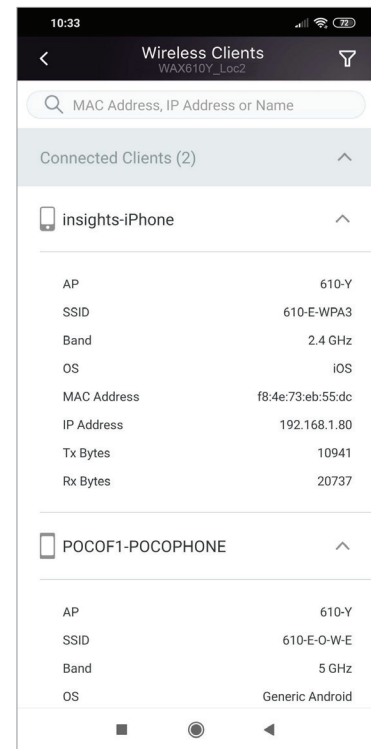 10:33
72
Wireless Clients
WAX610Y_Loc2
MAC Address, IP Address or Name
Connected Clients (2)
insights-iPhone
AP 610-Y
SSID 610-E-WPA3
Band 2.4 GHz
OS iOS
MAC Address f8:4e:73:eb:55:dc
IP Address 192.168.1.80
Tx Bytes 10941
Rx Bytes 20737
POCOF1-POCOPHONE
AP 610-Y
SSID 610-E-O-W-E
Band 5 GHz
OS Generic Android